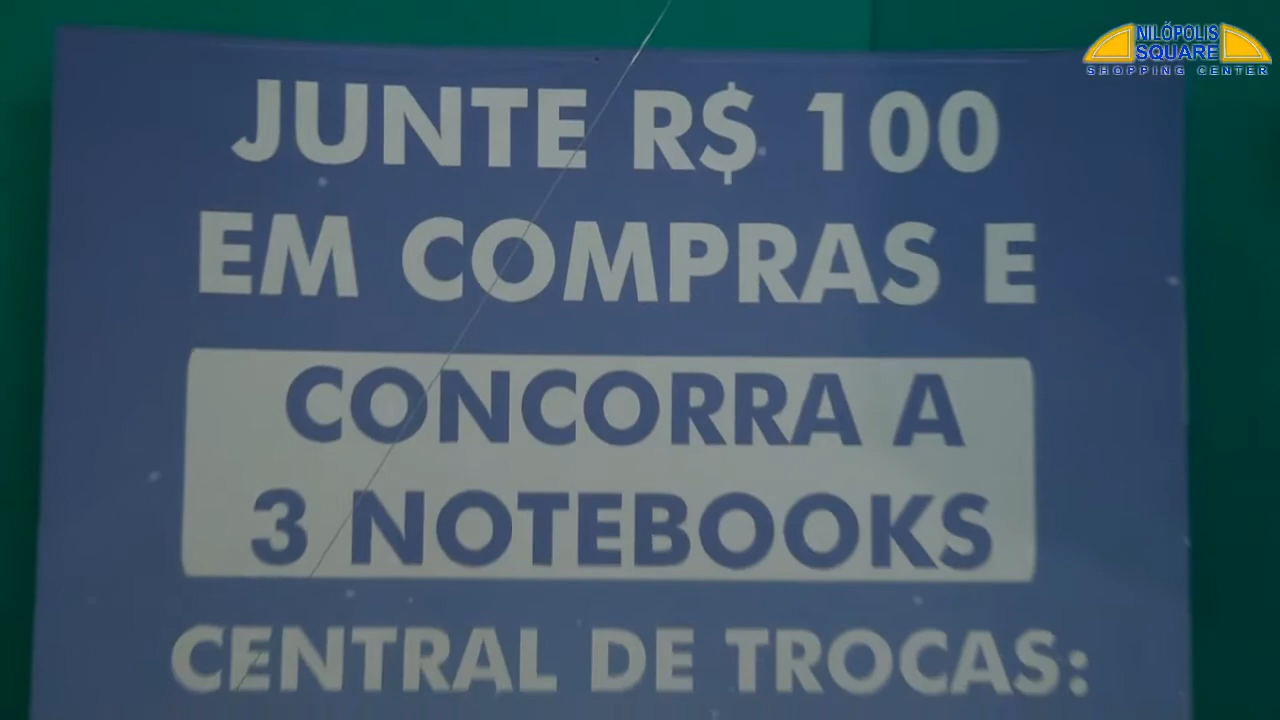 NILÓPOLIS
SQUARE
SHOPPING CENTER
JUNTE R$ 100
EM COMPRAS E
CONCORRA A
3 NOTEBOOKS
CENTRAL DE TROCAS: